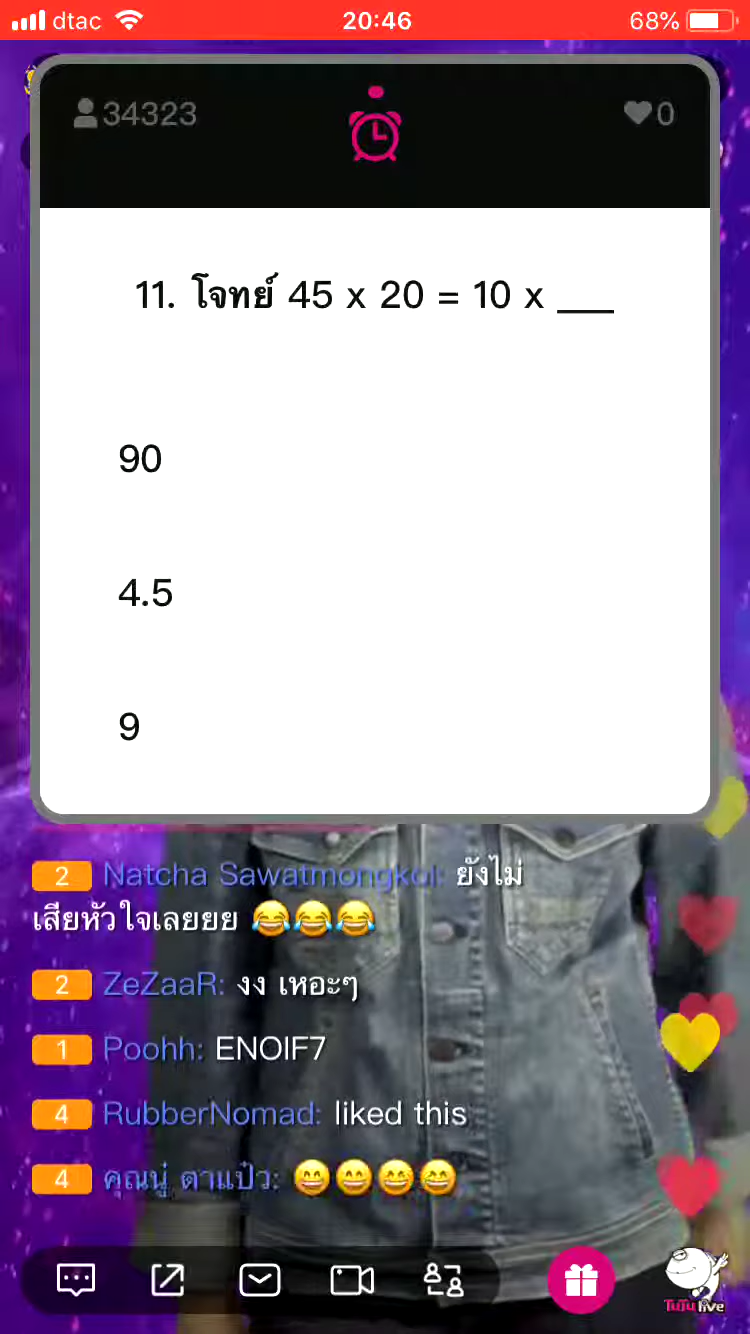 dtac 20:46 68%
34323 0
11. โจทย์ 45 x 20 = 10 x ___
90
4.5
9
2 Natcha Sawatmongkol: ยังไม่
เสียหัวใจเลยยย 😂😂😂
2 ZeZaaR: งง เหอะๆ
1 Poohh: ENOIF7
4 RubberNomad: liked this
4 คุณนู๋ ตาแป๋ว: 😄😄😄😄
TuTu live